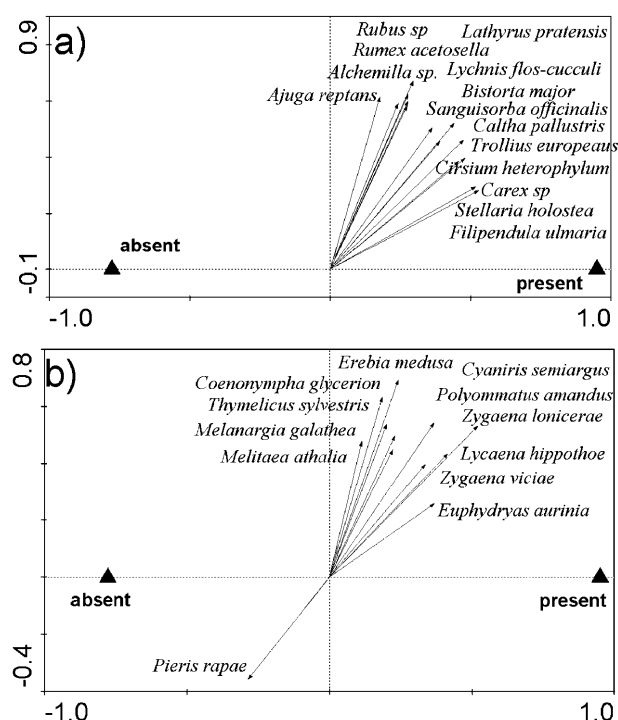 a)
0.9
-0.1
Rubus sp
Lathyrus pratensis
Rumex acetosella
Alchemilla sp.
Lychnis flos-cucculi
Ajuga reptans
Bistorta major
Sanguisorba officinalis
Caltha pallustris
Trollius europeaus
Cirsium heterophylum
Carex sp
Stellaria holostea
Filipendula ulmaria
absent
present
-1.0
1.0
b)
0.8
-0.4
Erebia medusa
Cyaniris semiargus
Coenonympha glycerion
Polyommatus amandus
Thymelicus sylvestris
Zygaena lonicerae
Melanargia galathea
Melitaea athalia
Lycaena hippothoe
Zygaena viciae
Euphydryas aurinia
absent
present
Pieris rapae
-1.0
1.0